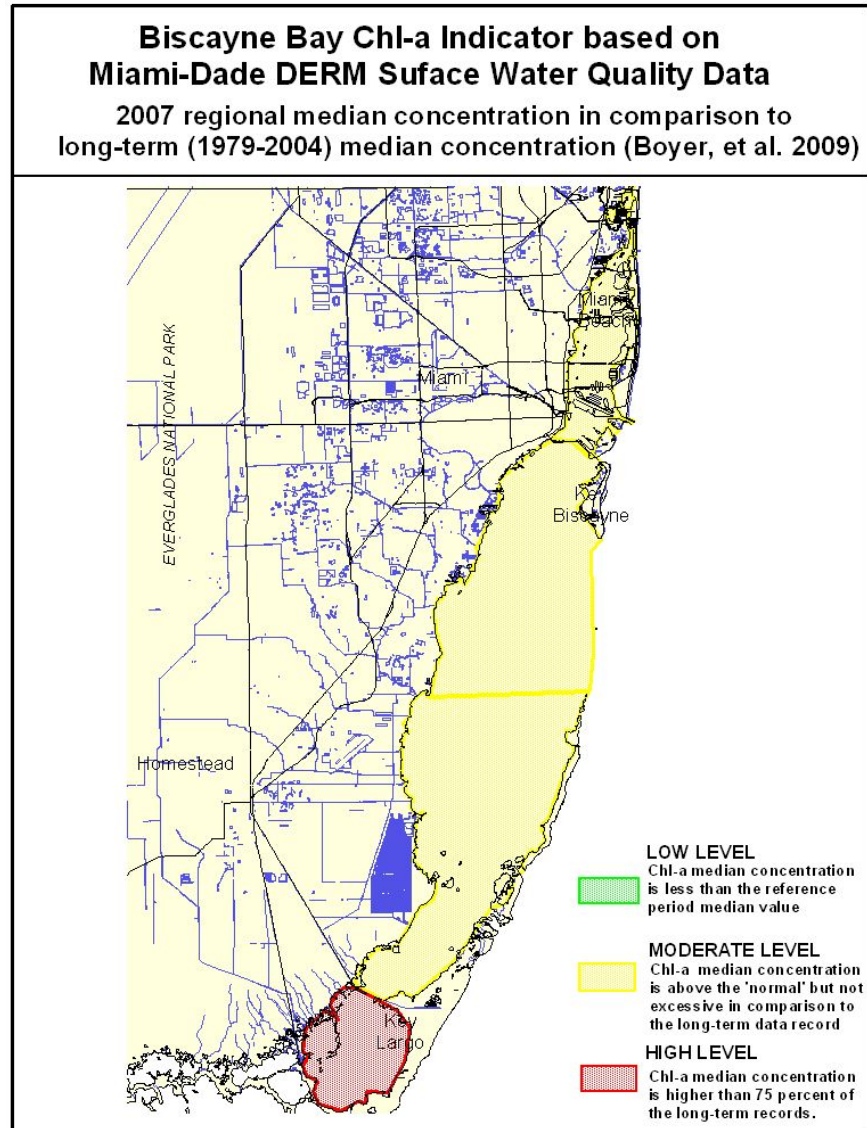 Biscayne Bay Chl-a Indicator based on
Miami-Dade DERM Suface Water Quality Data
2007 regional median concentration in comparison to
long-term (1979-2004) median concentration (Boyer, et al. 2009)
EVERGLADES NATIONAL PARK
Miami
Beach
Miami
Key
Biscayne
Homestead
Key
Largo
LOW LEVEL
Chl-a median concentration
is less than the reference
period median value
MODERATE LEVEL
Chl-a median concentration
is above the 'normal' but not
excessive in comparison to
the long-term data record
HIGH LEVEL
Chl-a median concentration
is higher than 75 percent of
the long-term records.